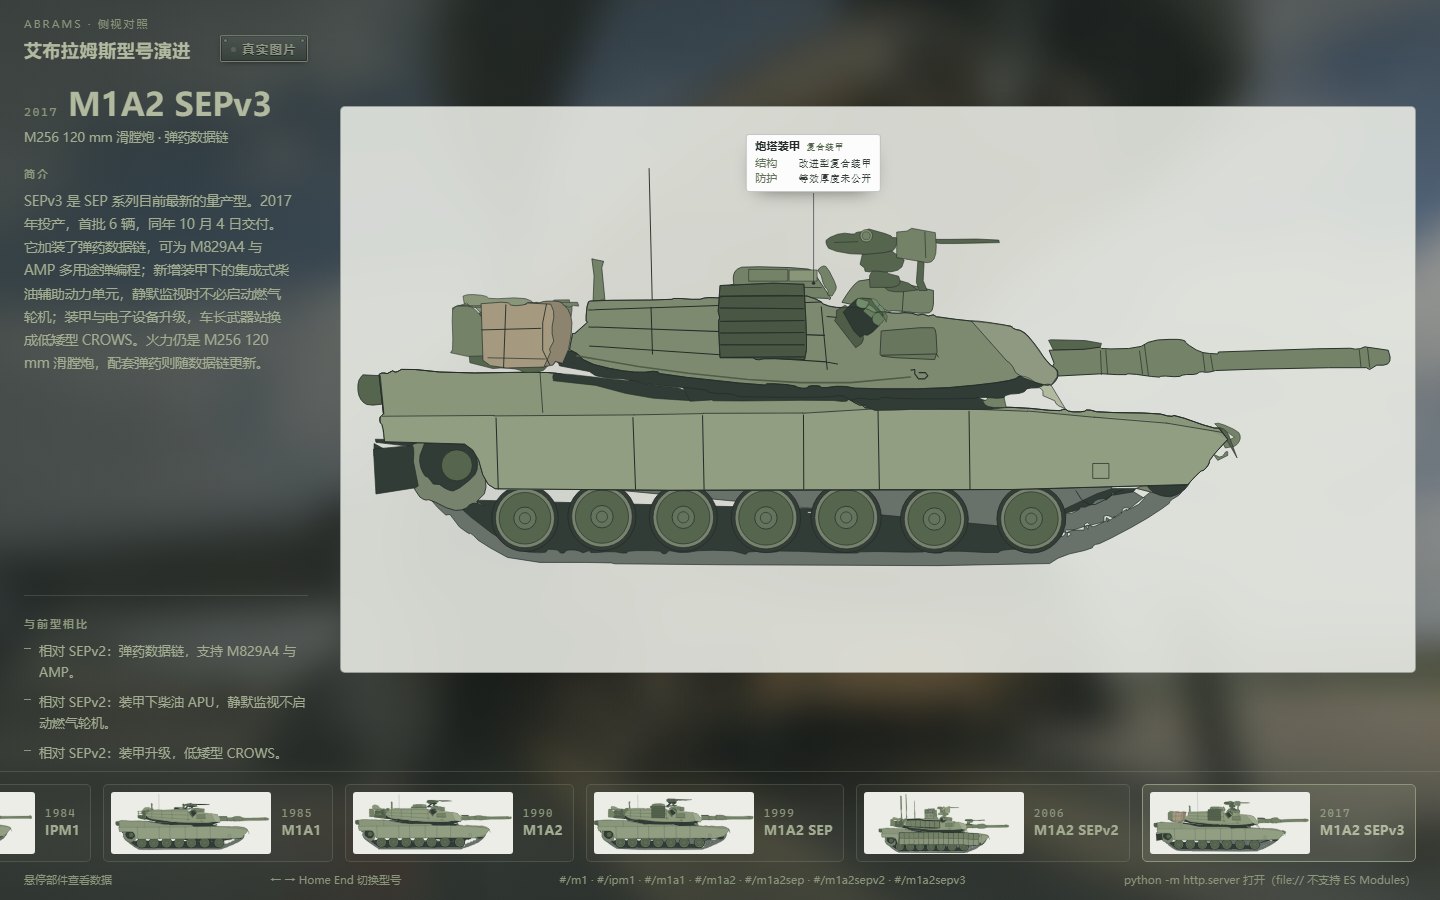 ABRAMS · 侧视对照
艾布拉姆斯型号演进
真实图片
2017 M1A2 SEPv3
M256 120 mm 滑膛炮 · 弹药数据链
简介
SEPv3 是 SEP 系列目前最新的量产型。2017
年投产，首批 6 辆，同年 10 月 4 日交付。
它加装了弹药数据链，可为 M829A4 与
AMP 多用途弹编程；新增装甲下的集成式柴
油辅助动力单元，静默监视时不必启动燃气
轮机；装甲与电子设备升级，车长武器站换
成低矮型 CROWS。火力仍是 M256 120
mm 滑膛炮，配套弹药则随数据链更新。
炮塔装甲 复合装甲
结构 改进型复合装甲
防护 等效厚度未公开
与前型相比
– 相对 SEPv2：弹药数据链，支持 M829A4 与
AMP。
– 相对 SEPv2：装甲下柴油 APU，静默监视不启
动燃气轮机。
– 相对 SEPv2：装甲升级，低矮型 CROWS。
1984
IPM1
1985
M1A1
1990
M1A2
1999
M1A2 SEP
2006
M1A2 SEPv2
2017
M1A2 SEPv3
悬停部件查看数据
←→ Home End 切换型号
#/m1 · #/ipm1 · #/m1a1 · #/m1a2 · #/m1a2sep · #/m1a2sepv2 · #/m1a2sepv3
python -m http.server 打开（file:// 不支持 ES Modules）